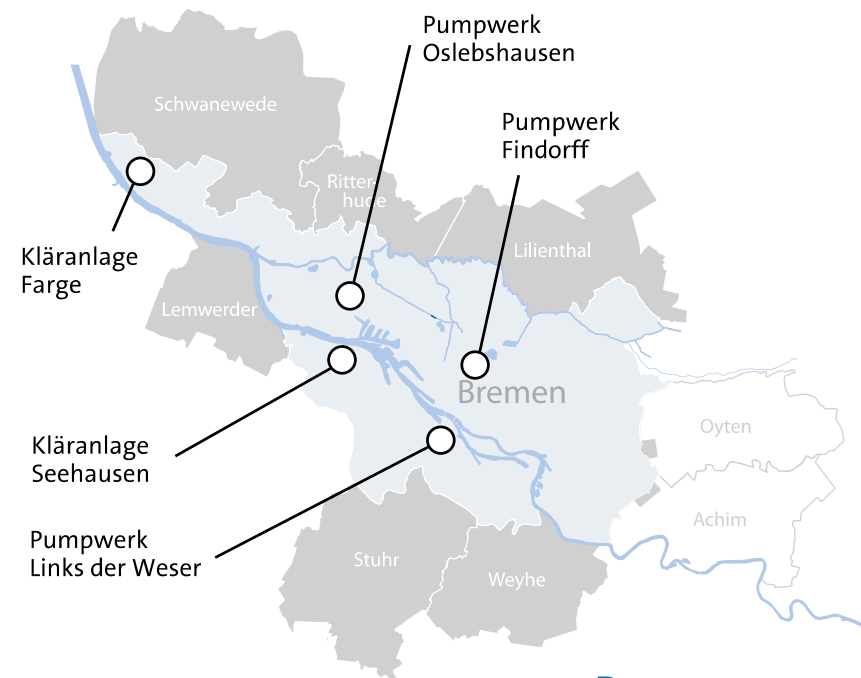 Pumpwerk
Oslebshausen
Pumpwerk
Findorff
Schwanewede
Ritter-
hude
Lilienthal
Kläranlage
Farge
Lemwerder
Bremen
Oyten
Kläranlage
Seehausen
Achim
Pumpwerk
Links der Weser
Stuhr
Weyhe